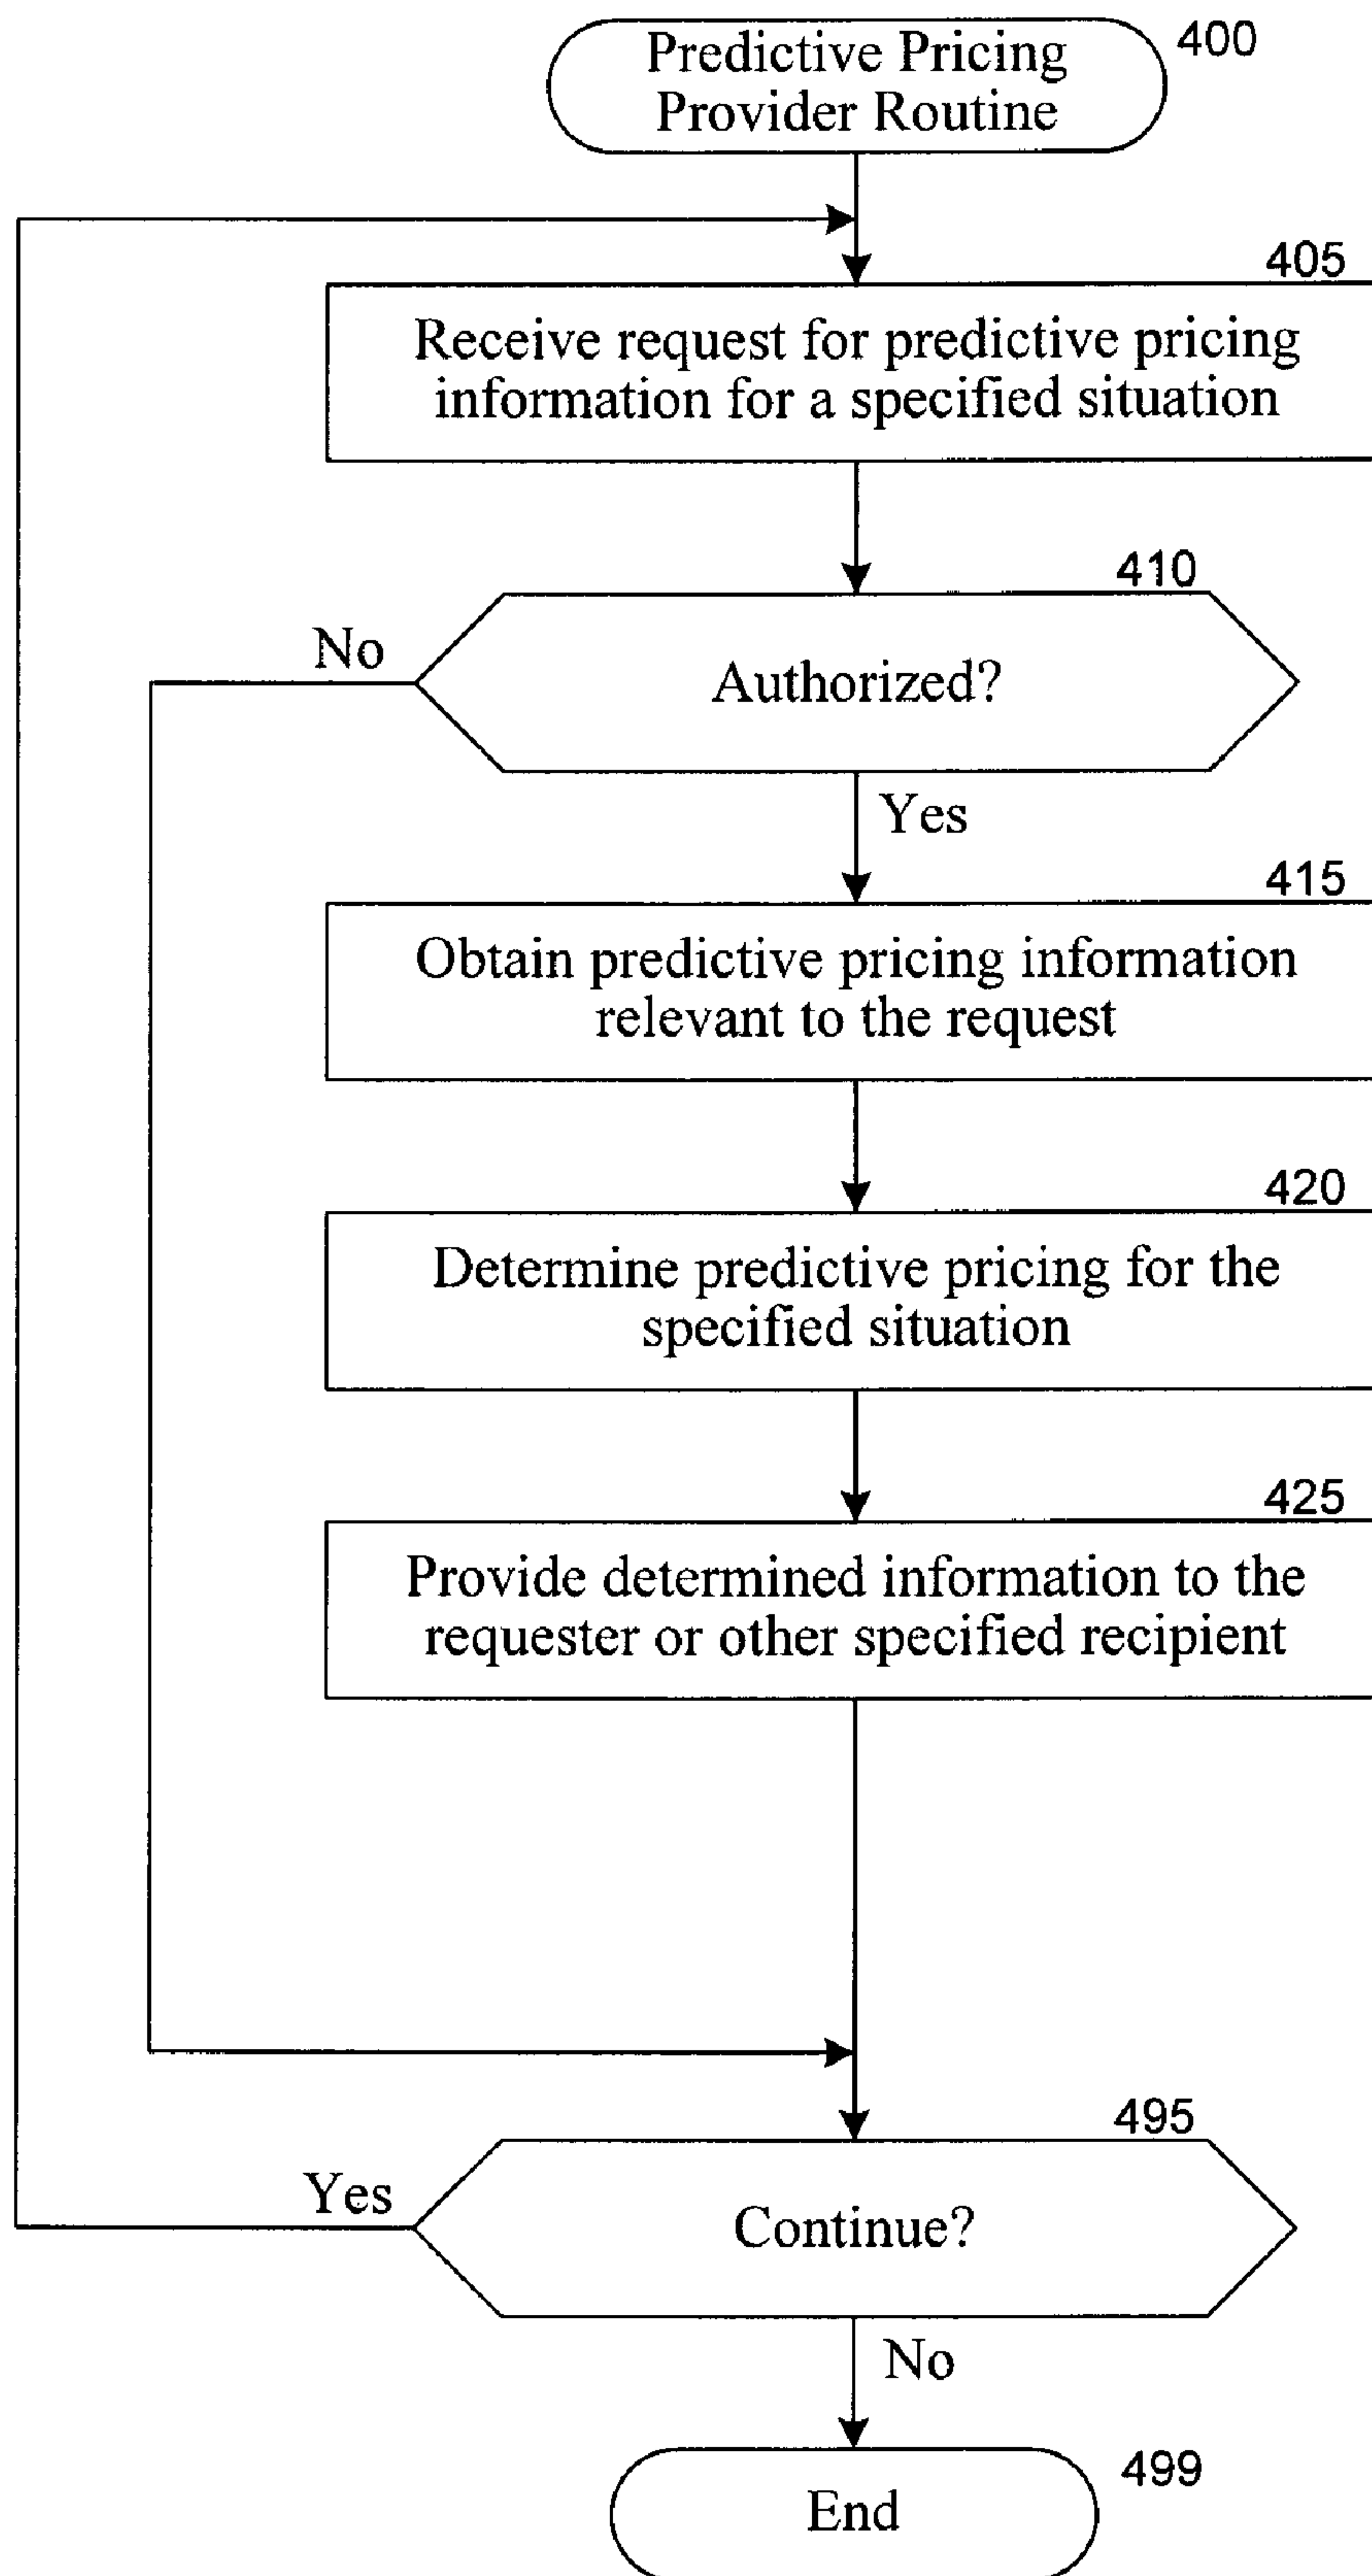 Predictive Pricing
Provider Routine
400
405
Receive request for predictive pricing
information for a specified situation
410
No
Authorized?
Yes
415
Obtain predictive pricing information
relevant to the request
420
Determine predictive pricing for the
specified situation
425
Provide determined information to the
requester or other specified recipient
495
Yes
Continue?
No
499
End